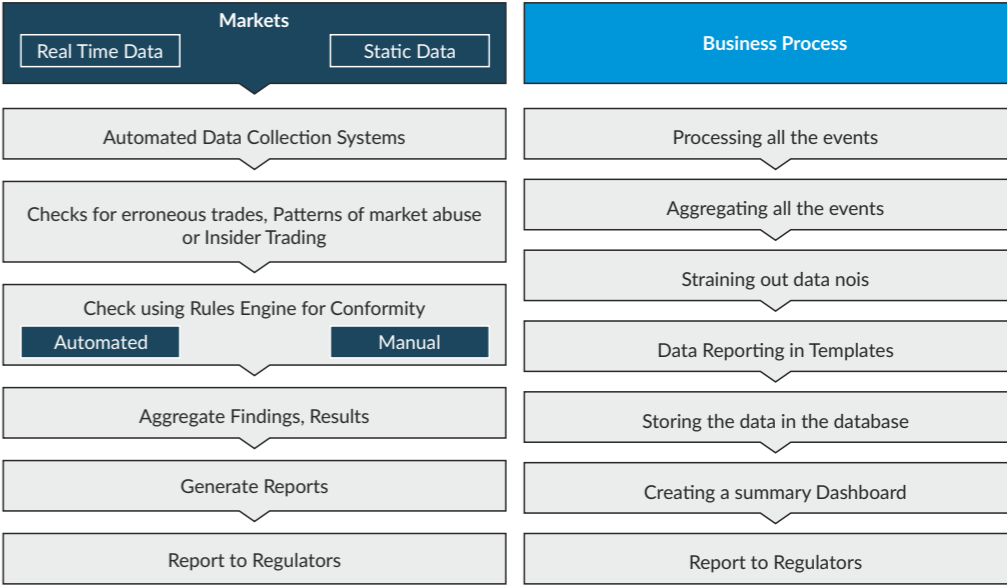 Markets
Real Time Data
Static Data
Automated Data Collection Systems
Checks for erroneous trades, Patterns of market abuse
or Insider Trading
Check using Rules Engine for Conformity
Automated
Manual
Aggregate Findings, Results
Generate Reports
Report to Regulators
Business Process
Processing all the events
Aggregating all the events
Straining out data nois
Data Reporting in Templates
Storing the data in the database
Creating a summary Dashboard
Report to Regulators